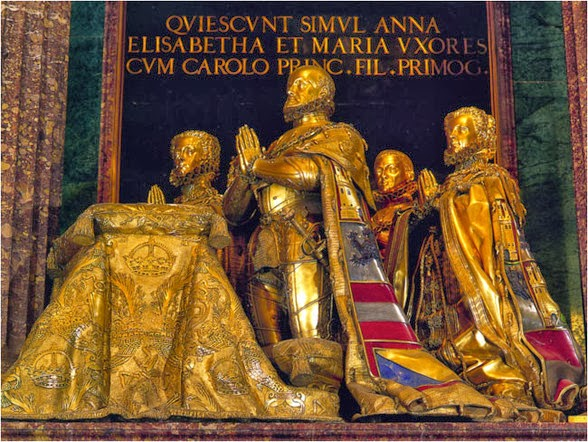 QVIESCVNT SIMVL ANNA
ELISABETHA ET MARIA VXORES
CVM CAROLO PRINC. FIL. PRIMOG.